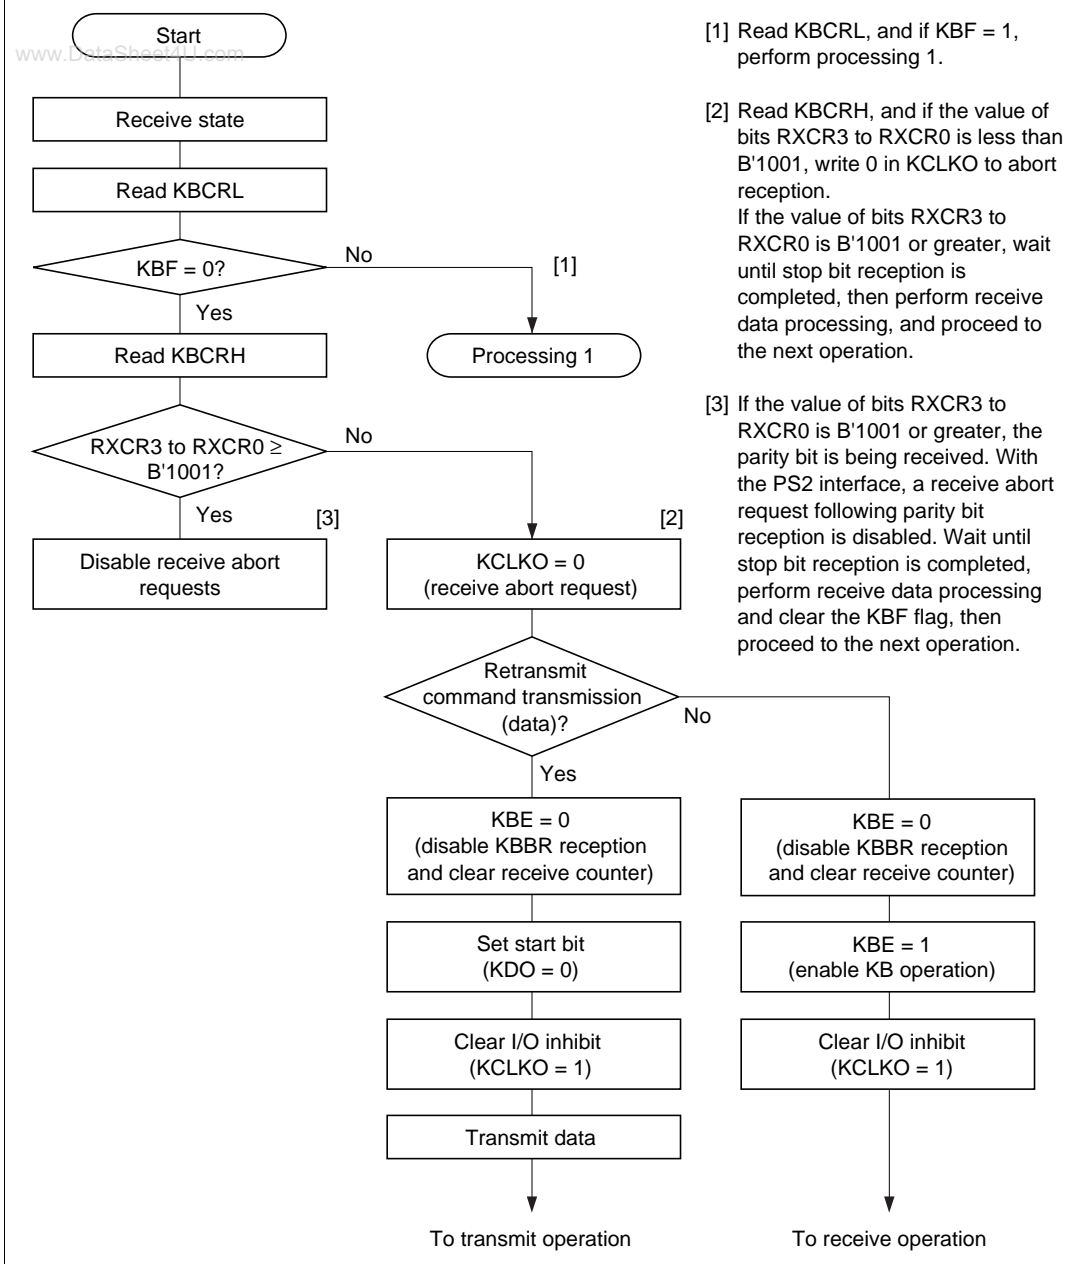 Start
www.DataSheet4U.com
Receive state
Read KBCRL
KBF = 0?
No
[1]
Yes
Processing 1
Read KBCRH
RXCR3 to RXCR0 ≥
B'1001?
No
Yes
[3]
[2]
Disable receive abort
requests
KCLKO = 0
(receive abort request)
Retransmit
command transmission
(data)?
No
Yes
KBE = 0
(disable KBBR reception
and clear receive counter)
Set start bit
(KDO = 0)
Clear I/O inhibit
(KCLKO = 1)
Transmit data
To transmit operation
KBE = 0
(disable KBBR reception
and clear receive counter)
KBE = 1
(enable KB operation)
Clear I/O inhibit
(KCLKO = 1)
To receive operation
[1] Read KBCRL, and if KBF = 1,
perform processing 1.
[2] Read KBCRH, and if the value of
bits RXCR3 to RXCR0 is less than
B'1001, write 0 in KCLKO to abort
reception.
If the value of bits RXCR3 to
RXCR0 is B'1001 or greater, wait
until stop bit reception is
completed, then perform receive
data processing, and proceed to
the next operation.
[3] If the value of bits RXCR3 to
RXCR0 is B'1001 or greater, the
parity bit is being received. With
the PS2 interface, a receive abort
request following parity bit
reception is disabled. Wait until
stop bit reception is completed,
perform receive data processing
and clear the KBF flag, then
proceed to the next operation.